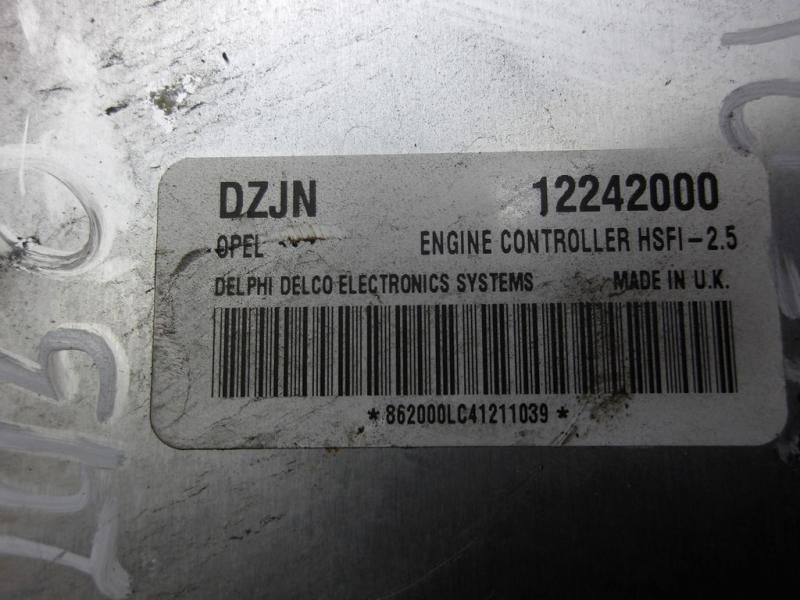 DZJN 12242000
OPEL ENGINE CONTROLLER HSFI-2.5
DELPHI DELCO ELECTRONICS SYSTEMS MADE IN U.K.
*862000LC41211039*